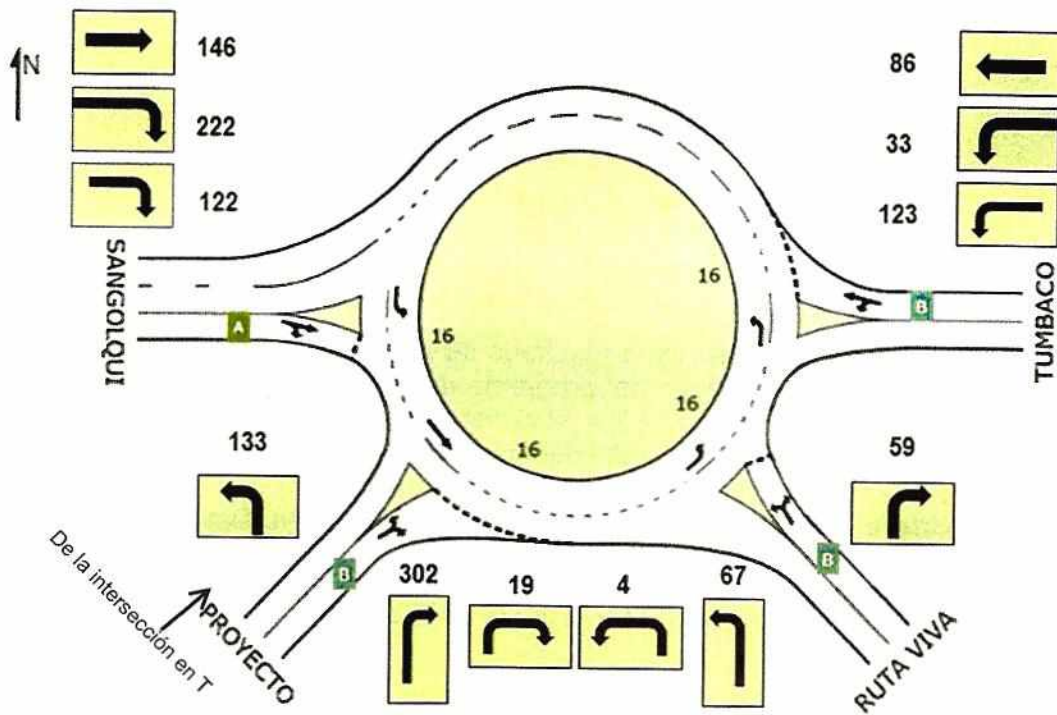 N
146
222
122
86
33
123
SANGOLQUI
TUMBACO
A
B
16
16
16
16
133
59
De la intersección en T
PROYECTO
B
302
19
4
67
B
RUTA VIVA